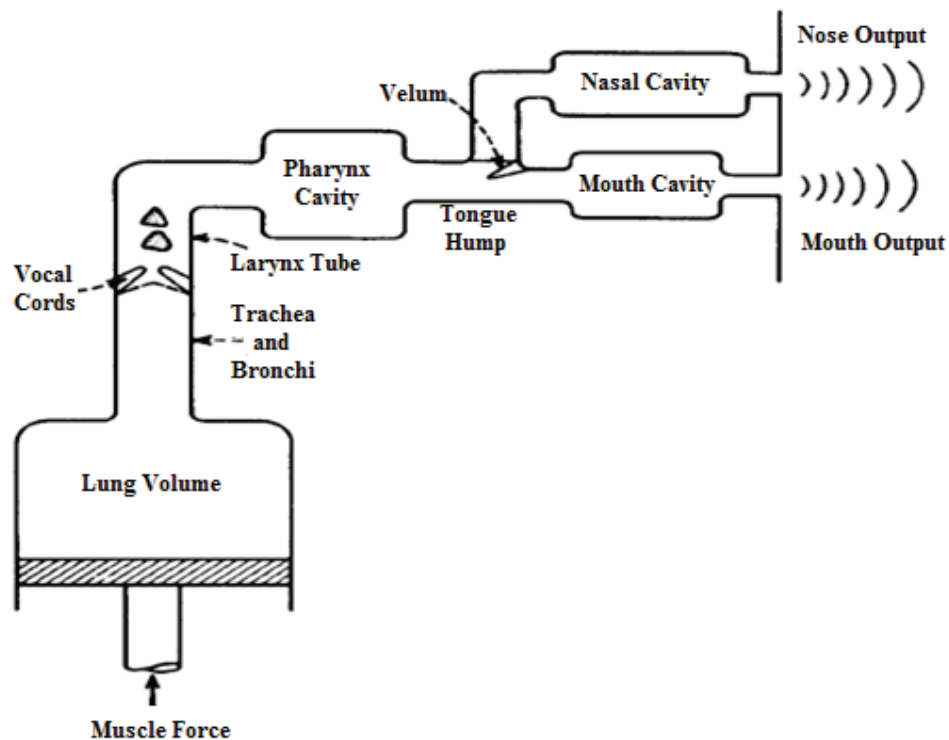 Nose Output
Velum
Nasal Cavity
Pharynx
Cavity
Mouth Cavity
Tongue
Hump
Mouth Output
Vocal
Cords
Larynx Tube
Trachea
and
Bronchi
Lung Volume
Muscle Force